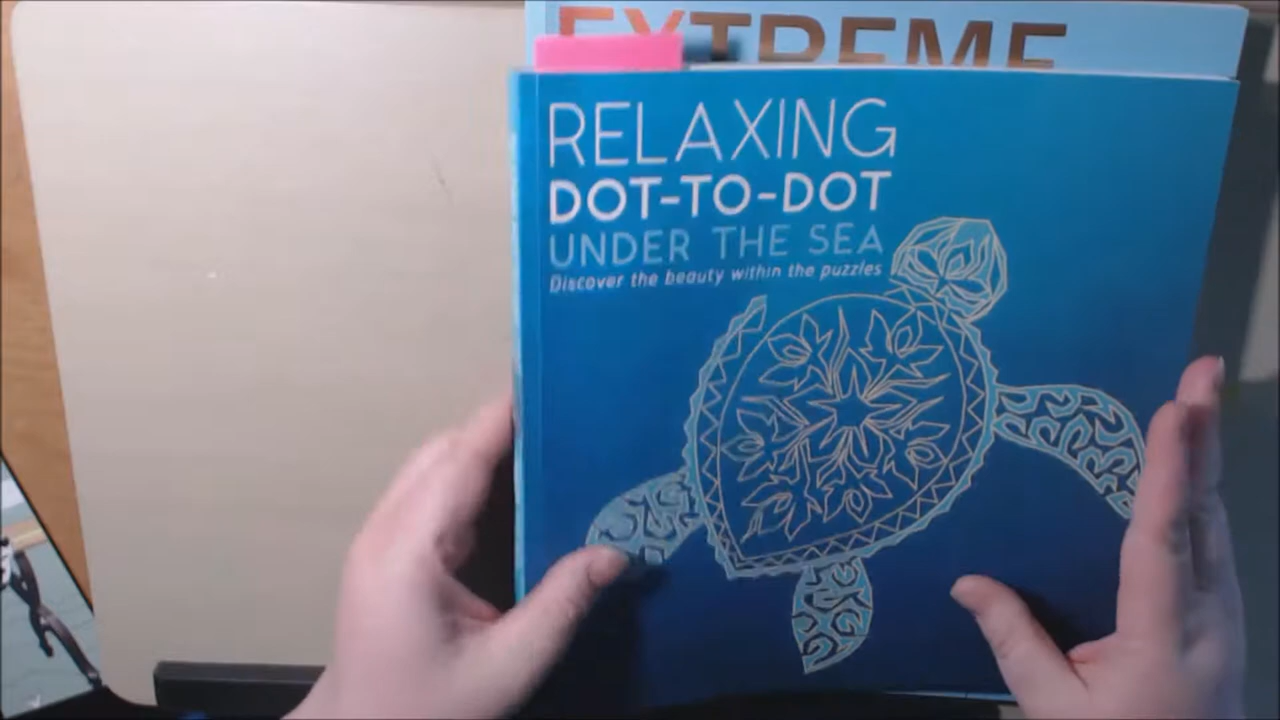 EXTREME
RELAXING
DOT-TO-DOT
UNDER THE SEA
Discover the beauty within the puzzles